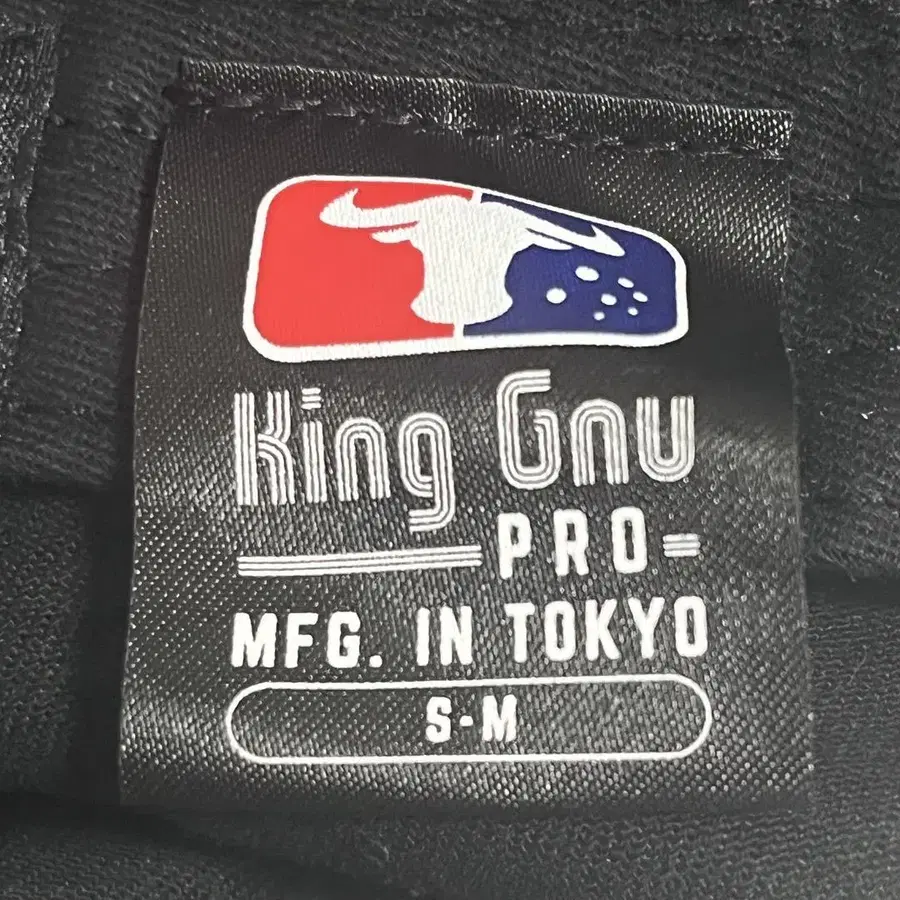 King Gnu
PRO
MFG. IN TOKYO
S-M